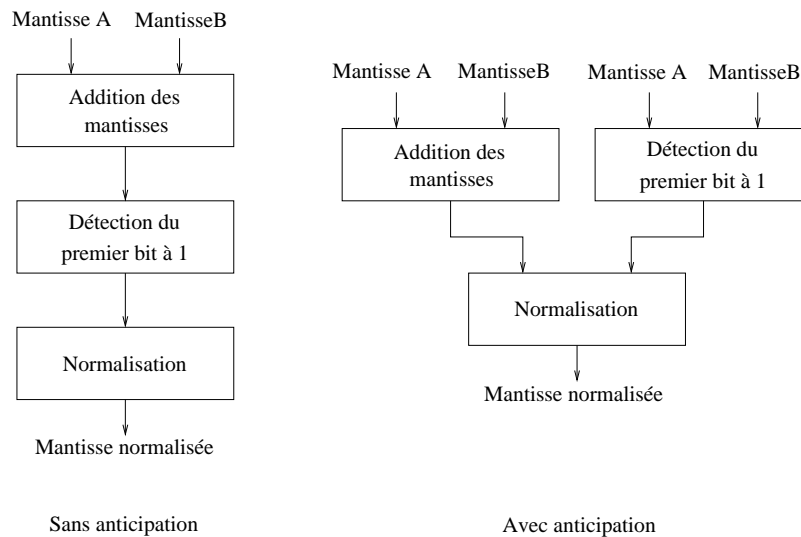 Mantisse A
MantisseB
Addition des
mantisses
Détection du
premier bit à 1
Normalisation
Mantisse normalisée
Sans anticipation
Mantisse A
MantisseB
Mantisse A
MantisseB
Addition des
mantisses
Détection du
premier bit à 1
Normalisation
Mantisse normalisée
Avec anticipation